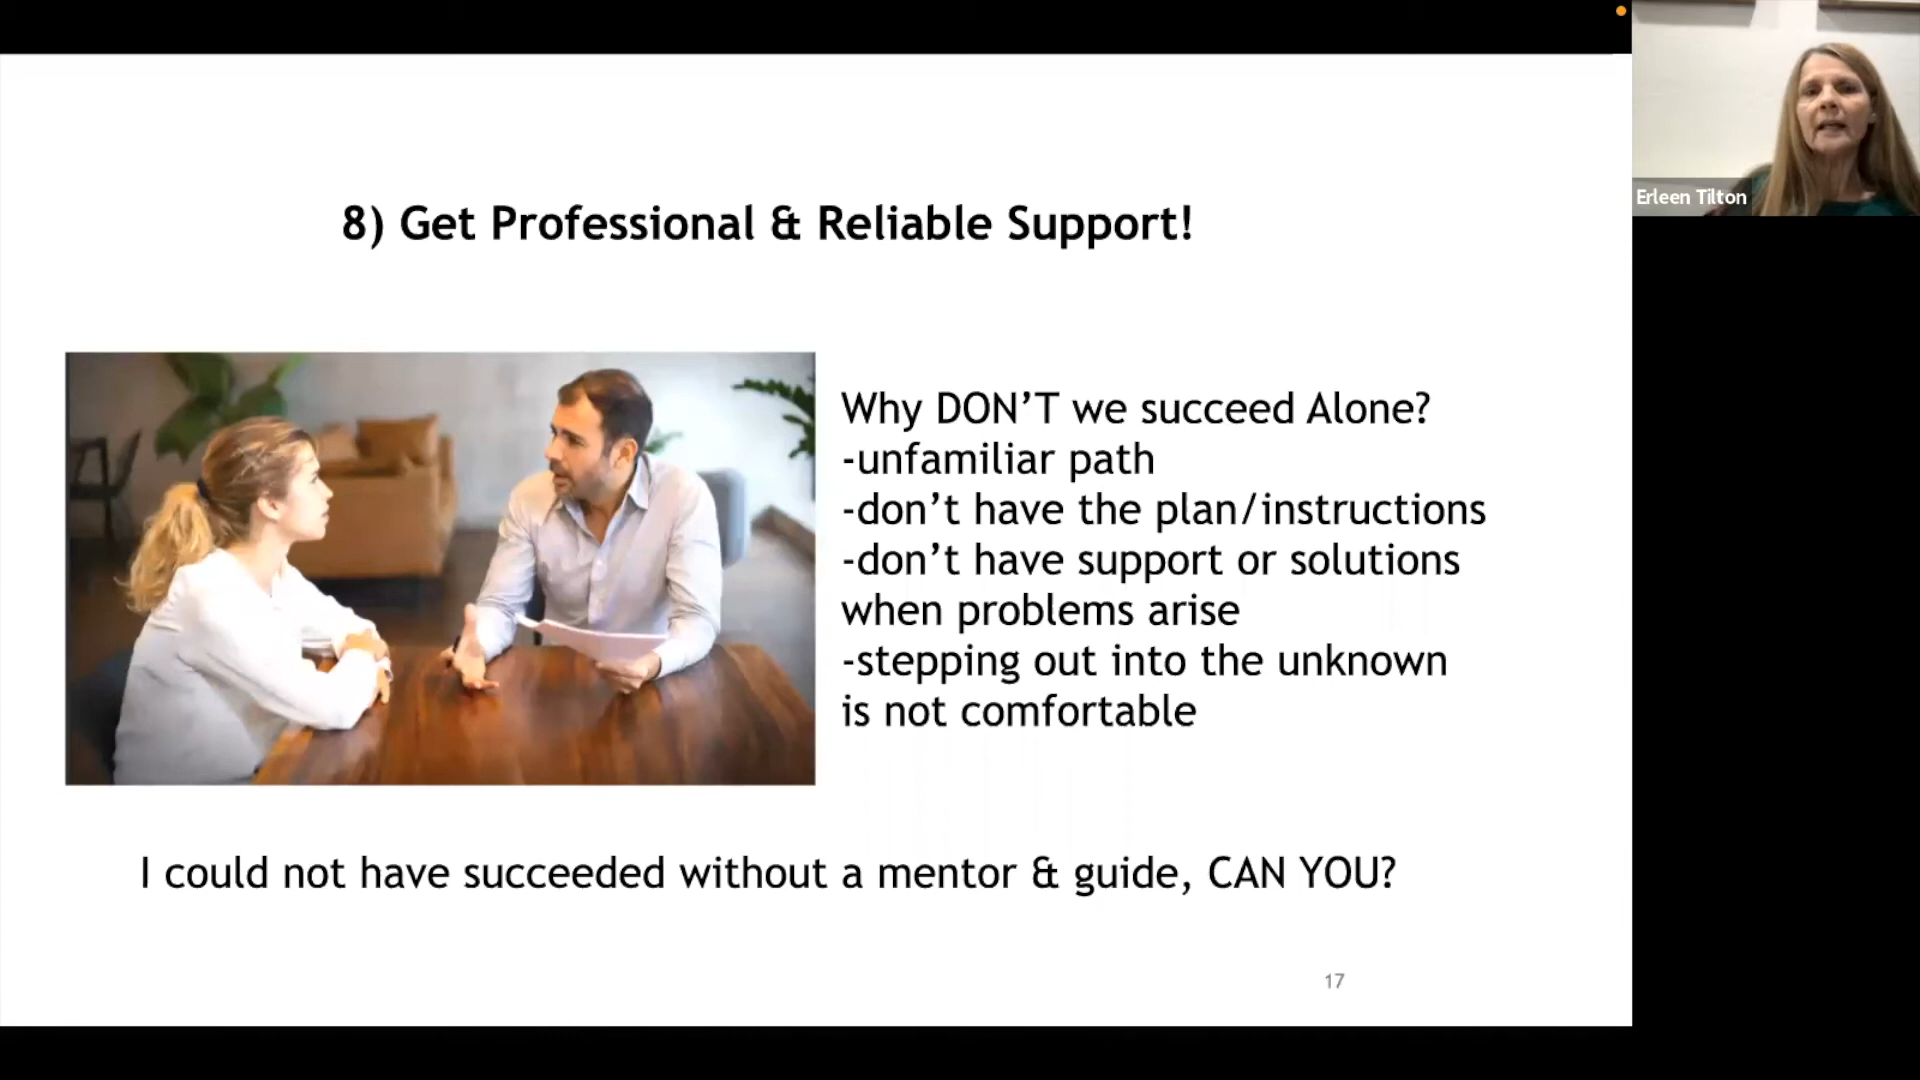 8) Get Professional & Reliable Support!
Why DON’T we succeed Alone?
-unfamiliar path
-don’t have the plan/instructions
-don’t have support or solutions
when problems arise
-stepping out into the unknown
is not comfortable
I could not have succeeded without a mentor & guide, CAN YOU?
17
Erleen Tilton